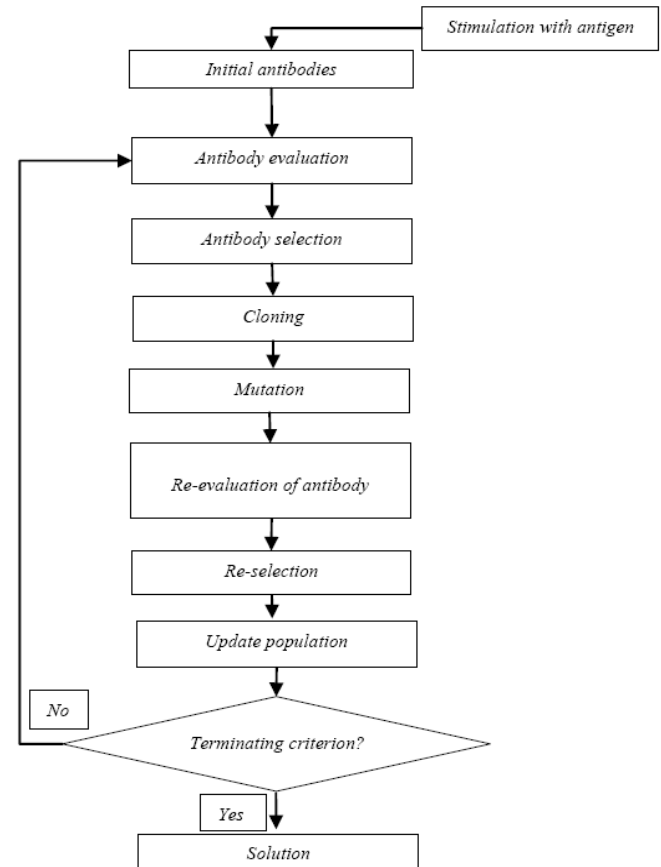 Stimulation with antigen
Initial antibodies
Antibody evaluation
Antibody selection
Cloning
Mutation
Re-evaluation of antibody
Re-selection
Update population
No
Terminating criterion?
Yes
Solution